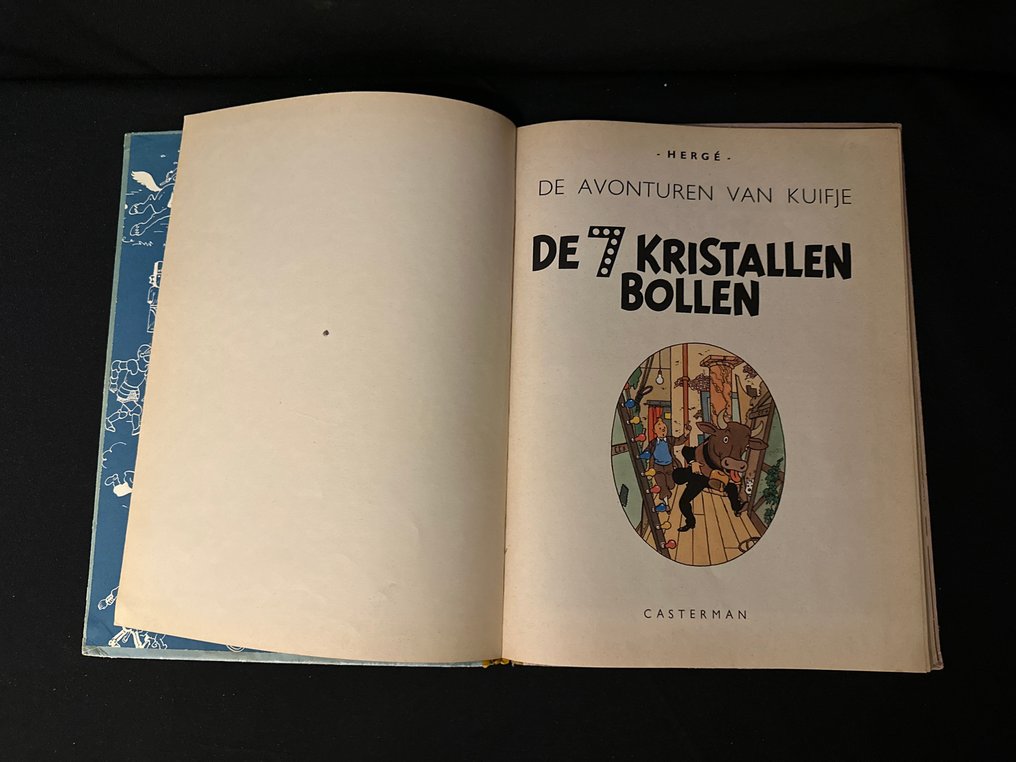 - HERGÉ -
DE AVONTUREN VAN KUIFJE
DE 7 KRISTALLEN
BOLLEN
CASTERMAN